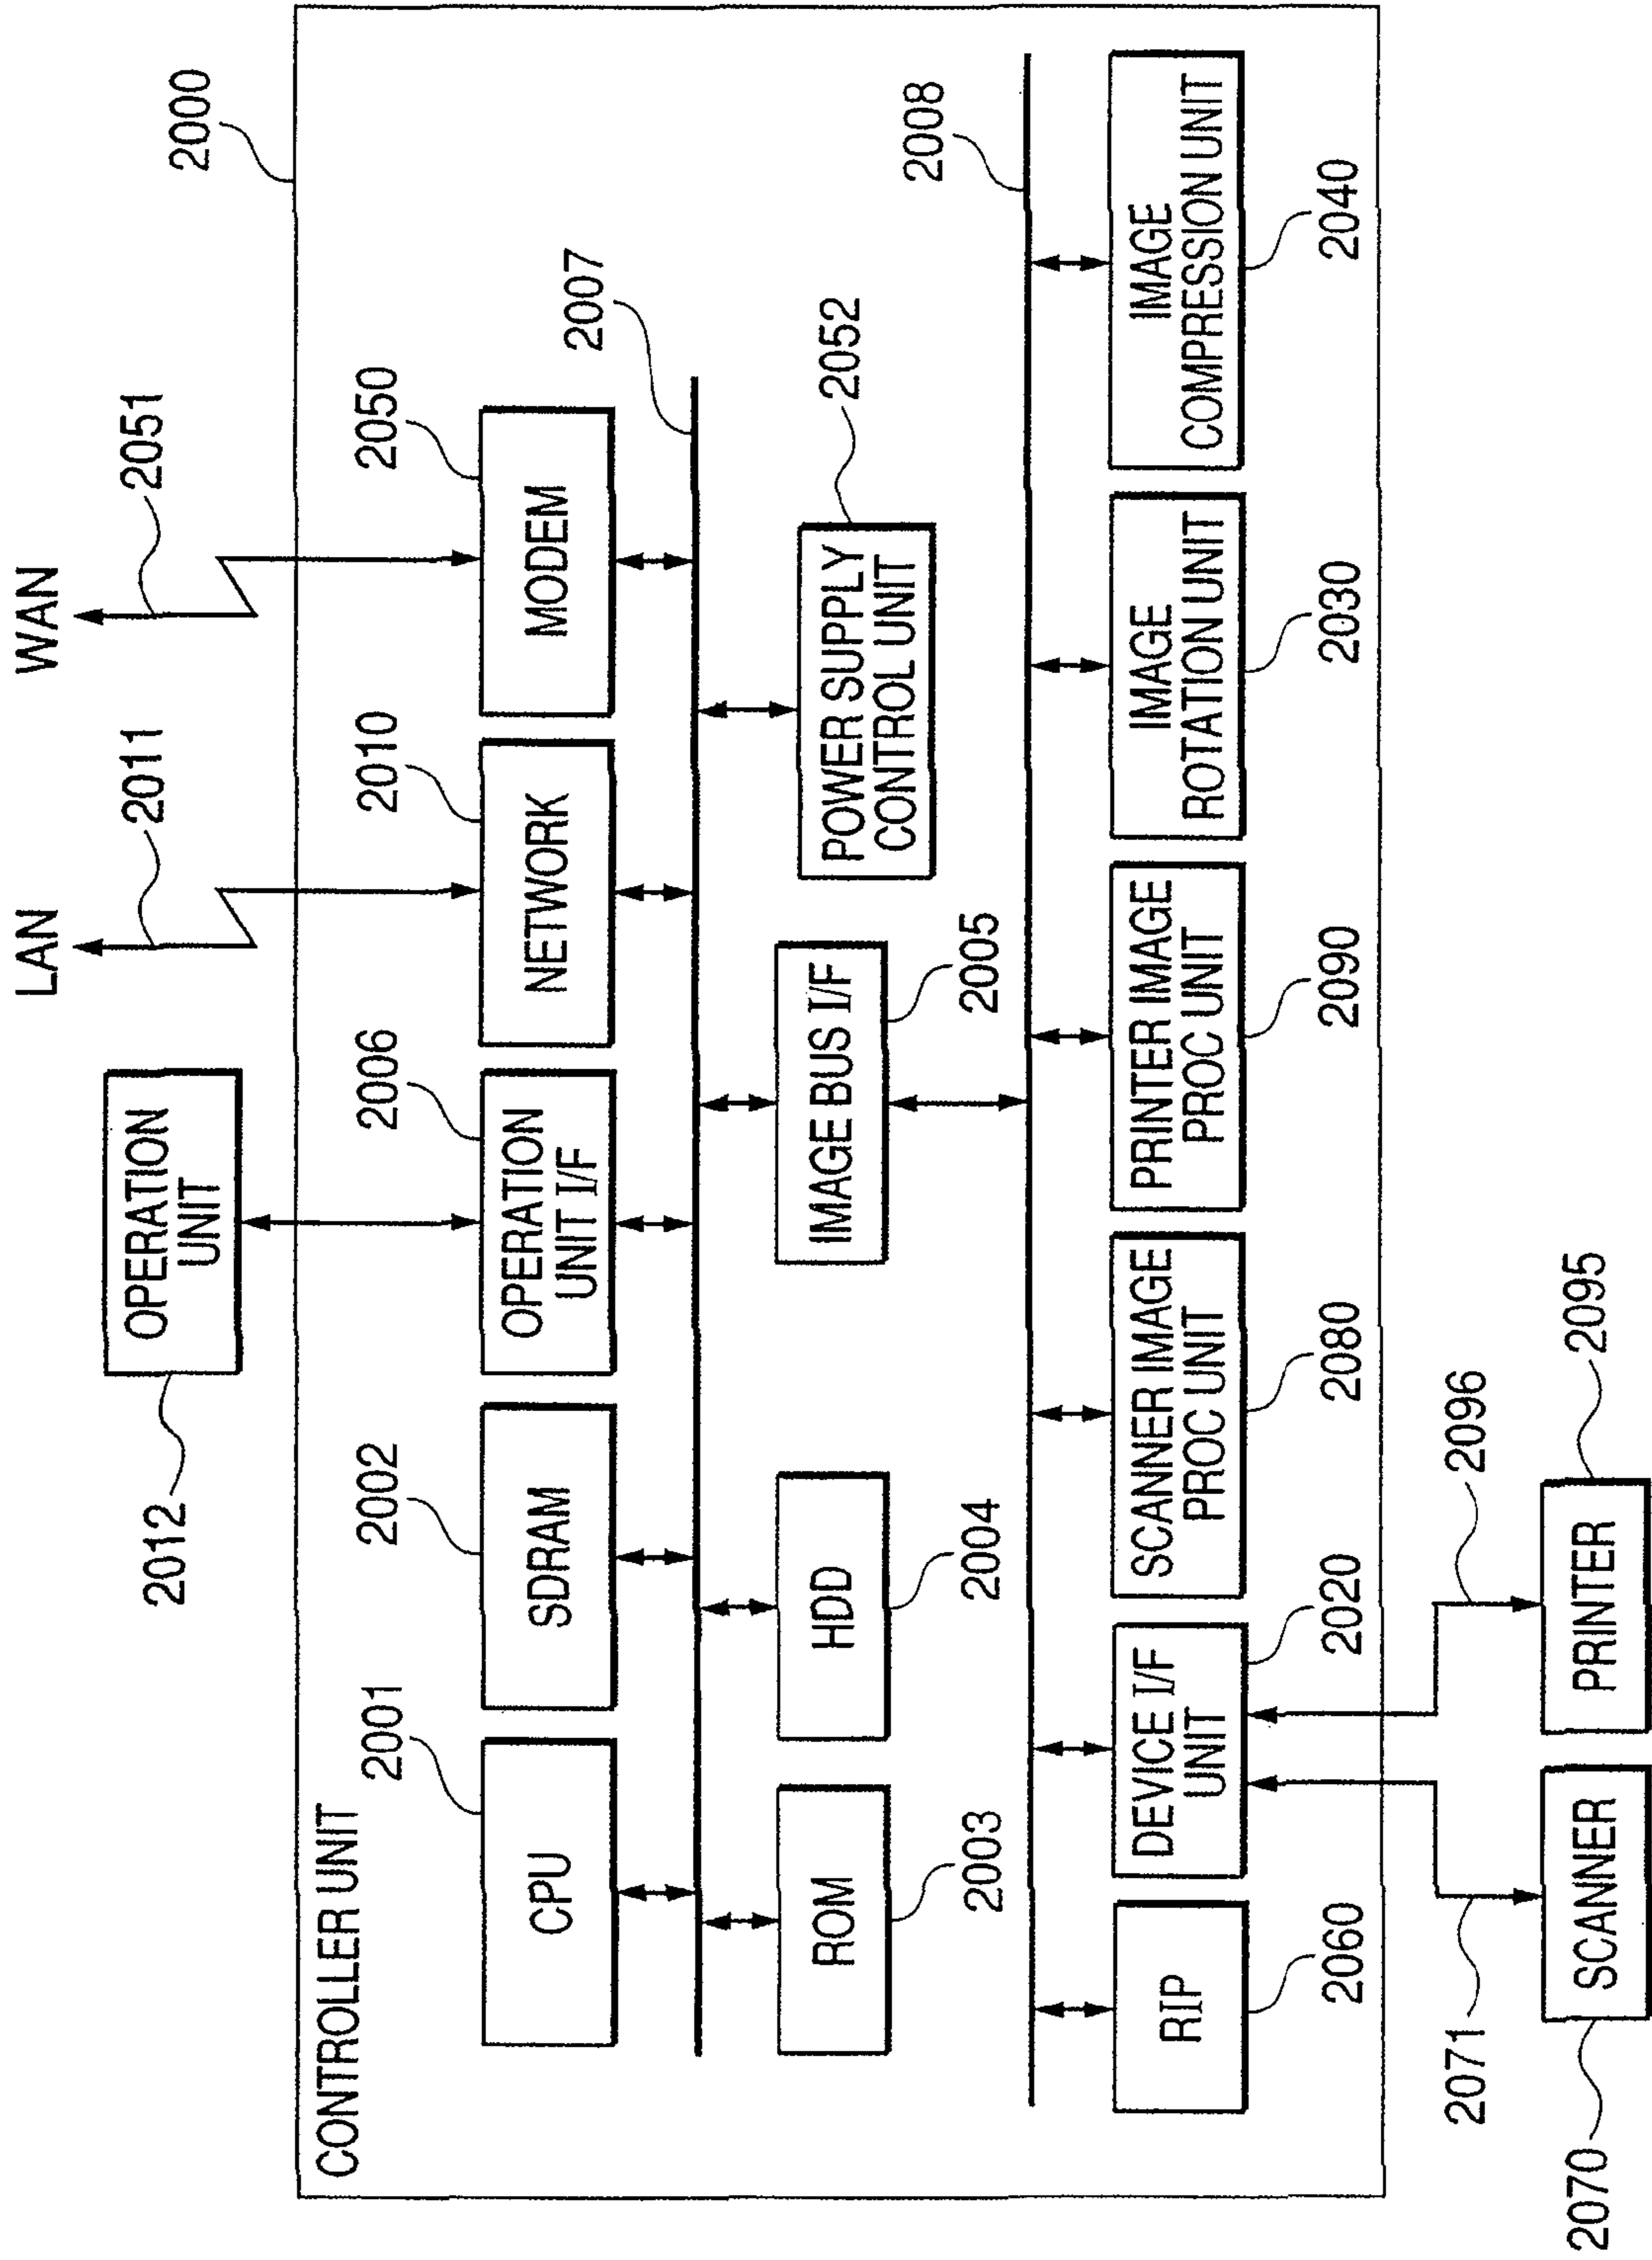 LAN
WAN
2011
2051
2012
OPERATION
UNIT
2000
CONTROLLER UNIT
2001
CPU
2002
SDRAM
2006
OPERATION
UNIT I/F
2010
NETWORK
2050
MODEM
2007
ROM
2003
HDD
2004
IMAGE BUS I/F
2005
POWER SUPPLY
CONTROL UNIT
2052
2008
RIP
2060
DEVICE I/F
UNIT
2020
SCANNER IMAGE
PROC UNIT
2080
PRINTER IMAGE
PROC UNIT
2090
IMAGE
ROTATION UNIT
2030
IMAGE
COMPRESSION UNIT
2040
2071
2096
2070
SCANNER
PRINTER
2095